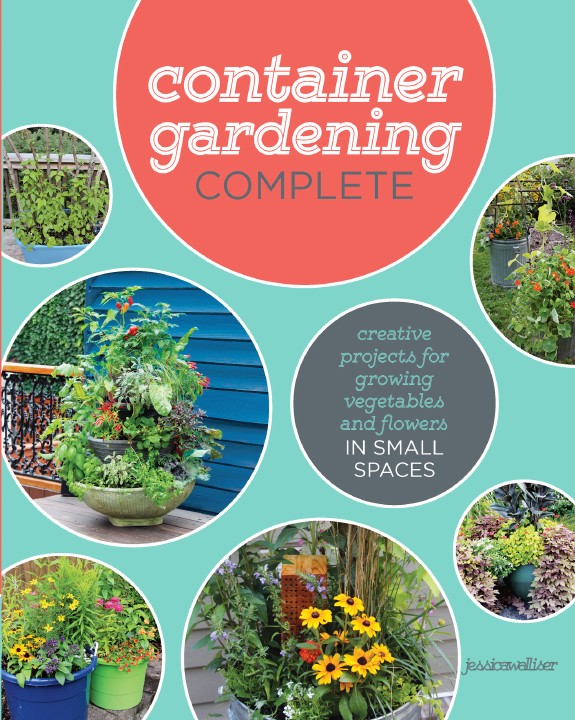 container
gardening
COMPLETE
creative
projects for
growing
vegetables
and flowers
IN SMALL
SPACES
jessicawalliser